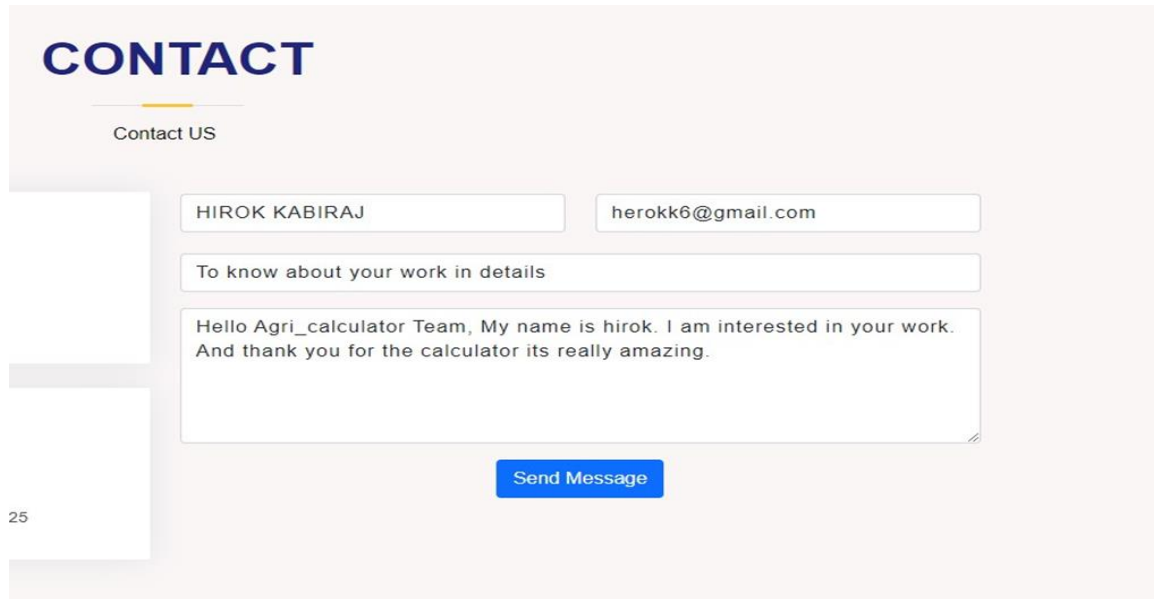 CONTACT
Contact US
HIROK KABIRAJ
herokk6@gmail.com
To know about your work in details
Hello Agri_calculator Team, My name is hirok. I am interested in your work.
And thank you for the calculator its really amazing.
Send Message
25